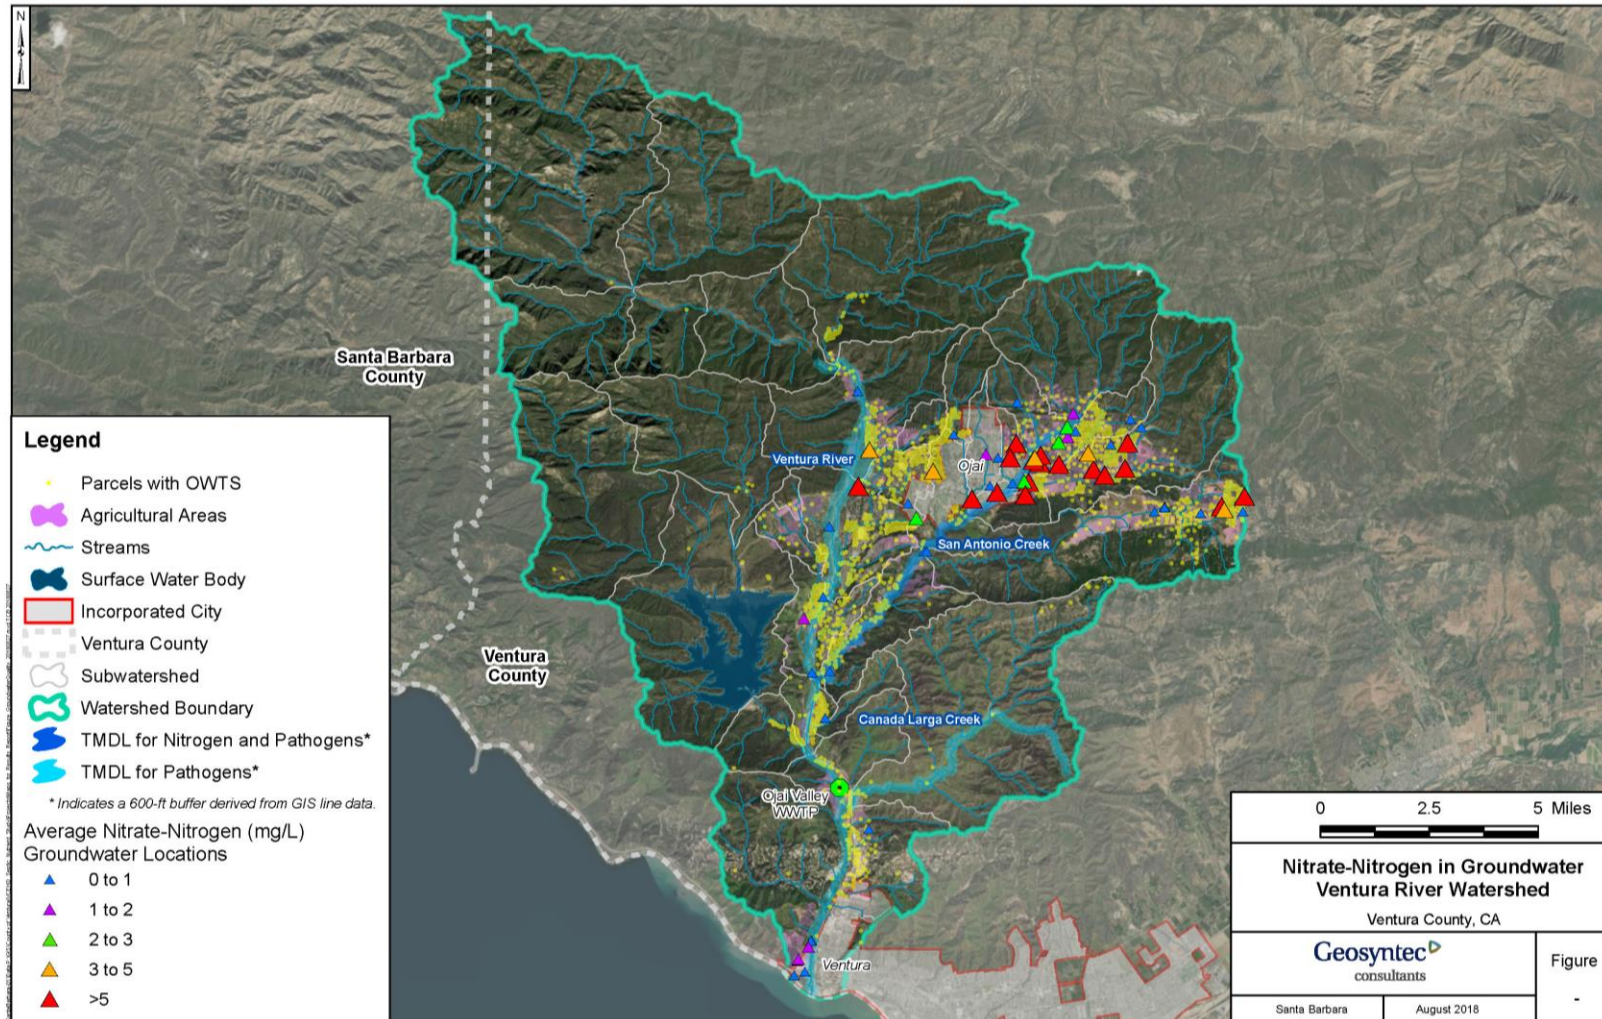 N
Santa Barbara
County
Ventura River
Ojai
San Antonio Creek
Ventura
County
Canada Larga Creek
Ojai Valley
WWTP
Ventura
Legend
Parcels with OWTS
Agricultural Areas
Streams
Surface Water Body
Incorporated City
Ventura County
Subwatershed
Watershed Boundary
TMDL for Nitrogen and Pathogens*
TMDL for Pathogens*
* Indicates a 600-ft buffer derived from GIS line data.
Average Nitrate-Nitrogen (mg/L)
Groundwater Locations
0 to 1
1 to 2
2 to 3
3 to 5
>5
0 2.5 5 Miles
Nitrate-Nitrogen in Groundwater
Ventura River Watershed
Ventura County, CA
Geosyntec
consultants
Figure
-
Santa Barbara August 2018